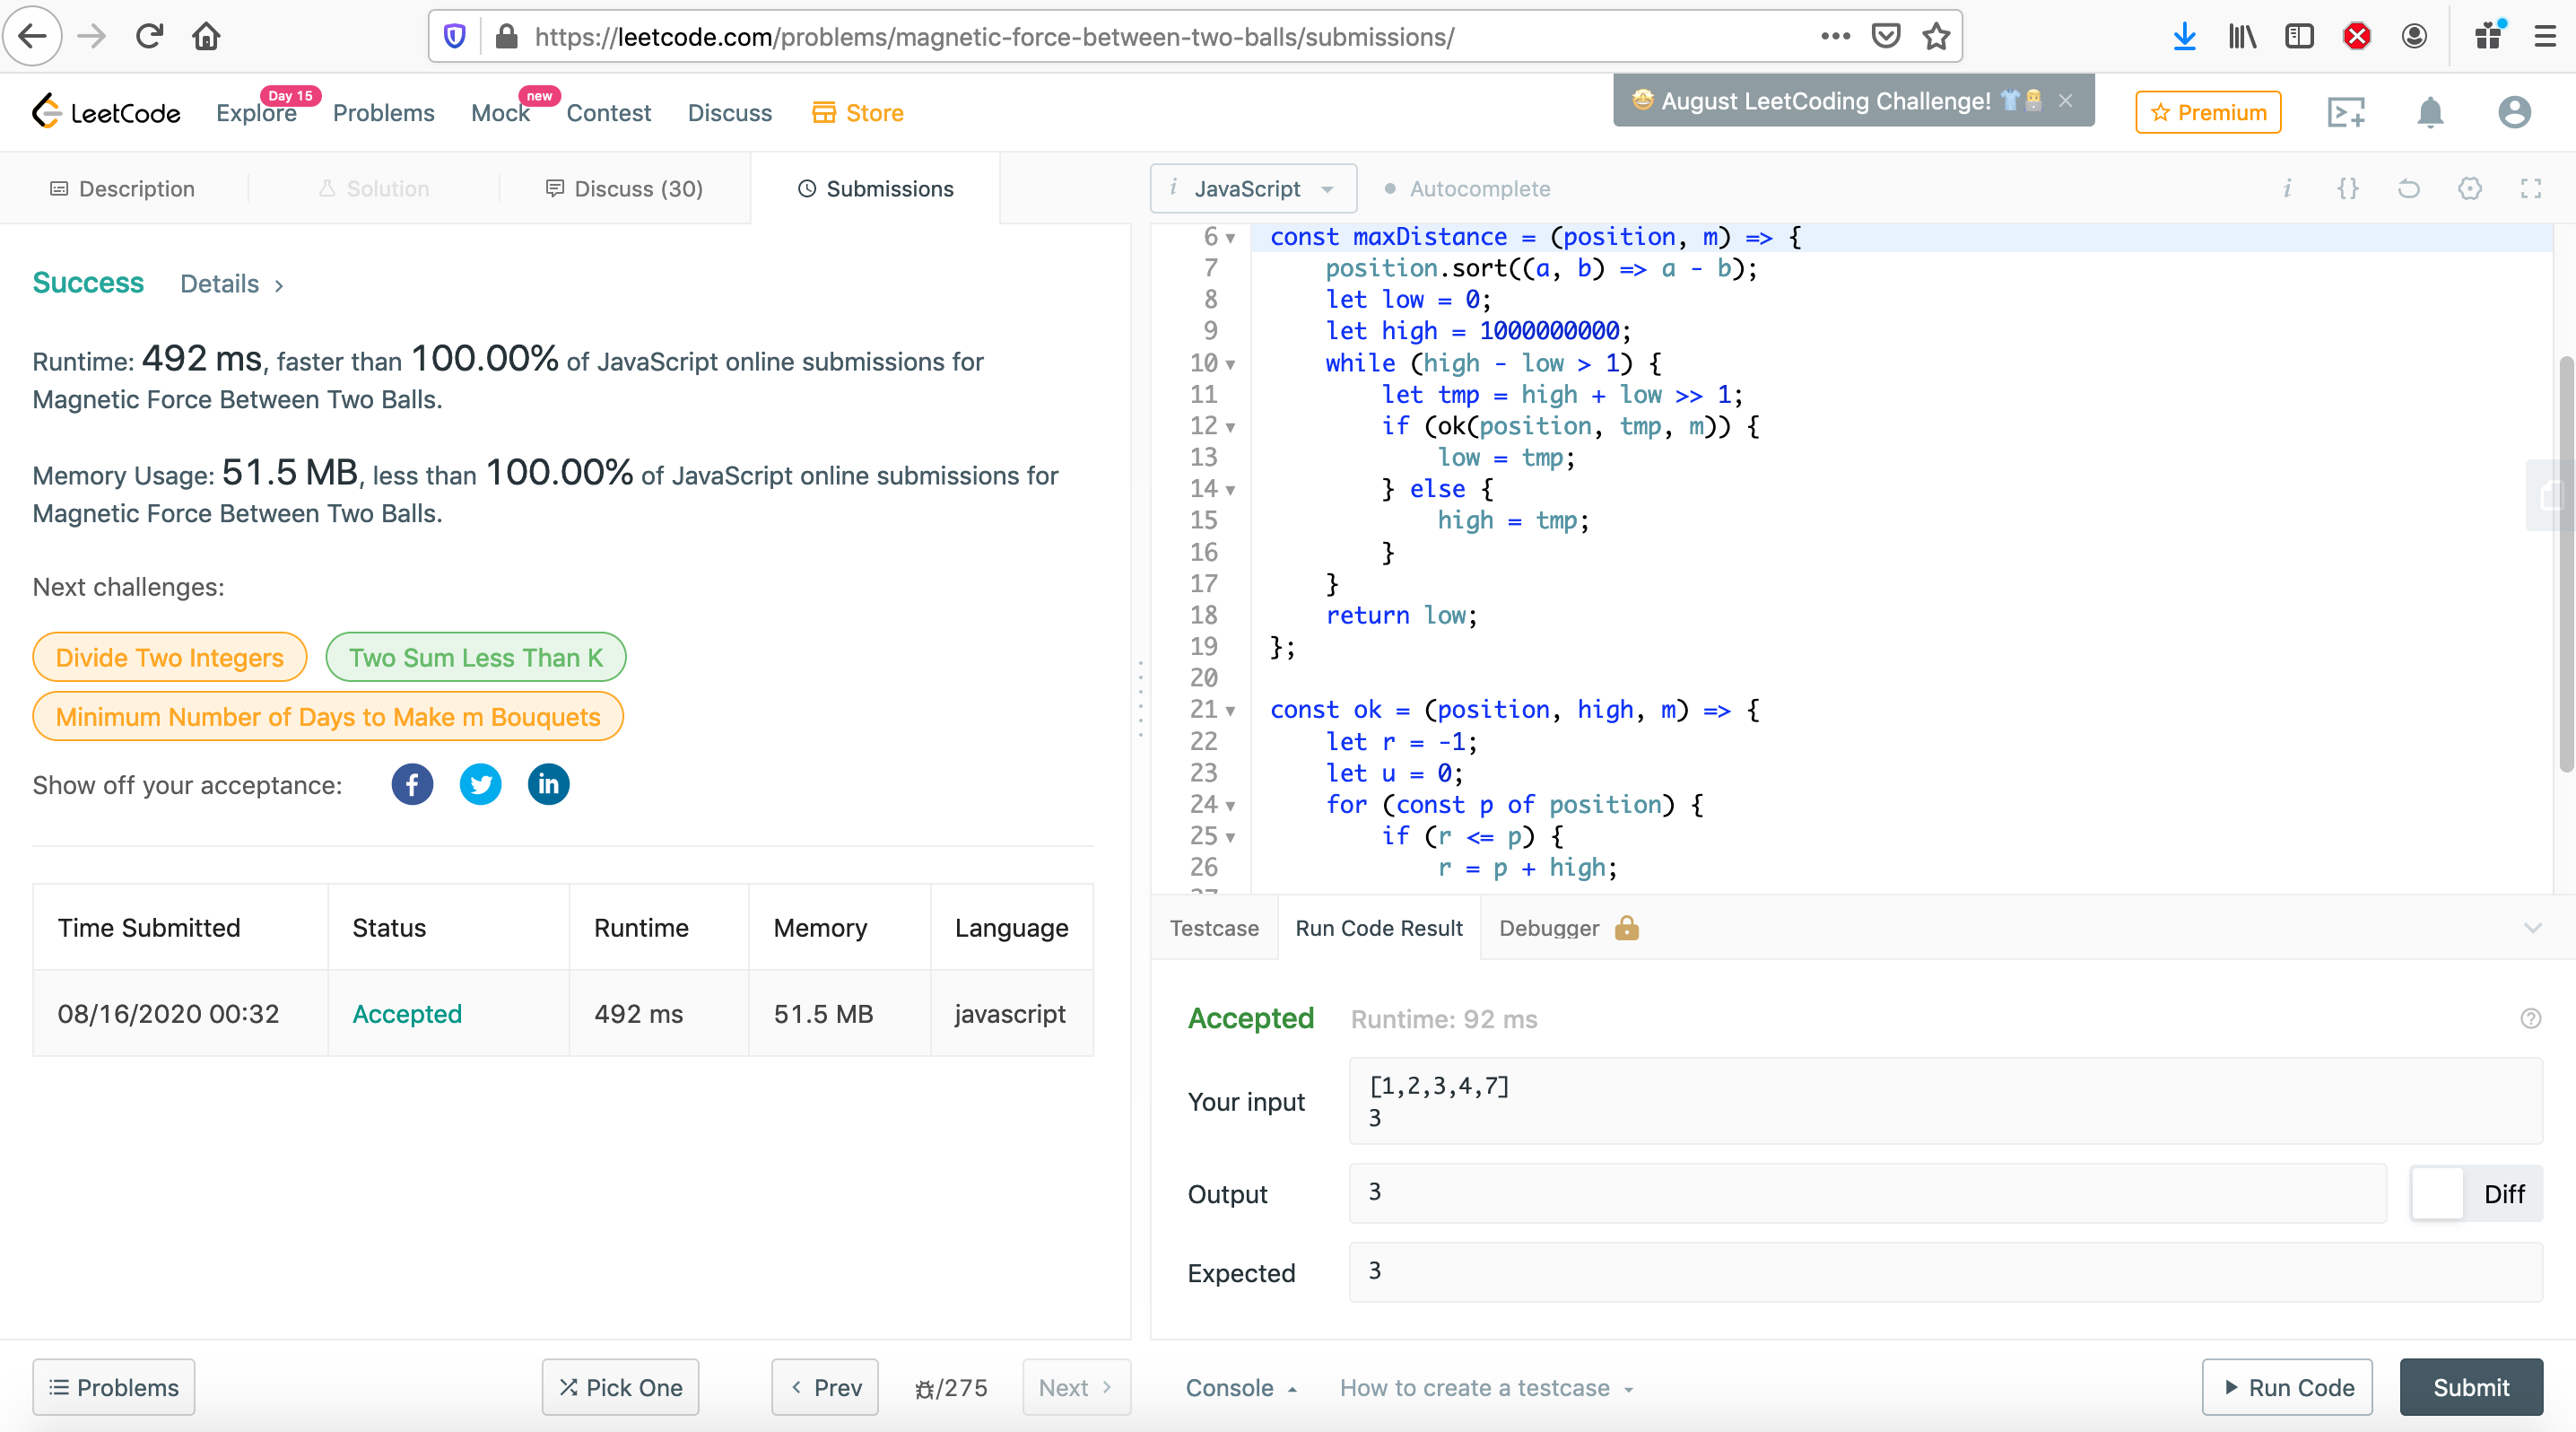 https://leetcode.com/problems/magnetic-force-between-two-balls/submissions/
LeetCode
Explore
Day 15
Problems
Mock
new
Contest
Discuss
Store
August LeetCoding Challenge!
Premium
Description
Solution
Discuss (30)
Submissions
Success
Details
Runtime: 492 ms, faster than 100.00% of JavaScript online submissions for
Magnetic Force Between Two Balls.
Memory Usage: 51.5 MB, less than 100.00% of JavaScript online submissions for
Magnetic Force Between Two Balls.
Next challenges:
Divide Two Integers
Two Sum Less Than K
Minimum Number of Days to Make m Bouquets
Show off your acceptance:
Time Submitted Status Runtime Memory Language
08/16/2020 00:32 Accepted 492 ms 51.5 MB javascript
i JavaScript
Autocomplete
i {}
6 const maxDistance = (position, m) => {
7 position.sort((a, b) => a - b);
8 let low = 0;
9 let high = 1000000000;
10 while (high - low > 1) {
11 let tmp = high + low >> 1;
12 if (ok(position, tmp, m)) {
13 low = tmp;
14 } else {
15 high = tmp;
16 }
17 }
18 return low;
19 };
20
21 const ok = (position, high, m) => {
22 let r = -1;
23 let u = 0;
24 for (const p of position) {
25 if (r <= p) {
26 r = p + high;
Testcase
Run Code Result
Debugger
Accepted
Runtime: 92 ms
Your input
[1,2,3,4,7]
3
Output
3
Diff
Expected
3
Problems
Pick One
Prev
/275
Next
Console
How to create a testcase
Run Code
Submit